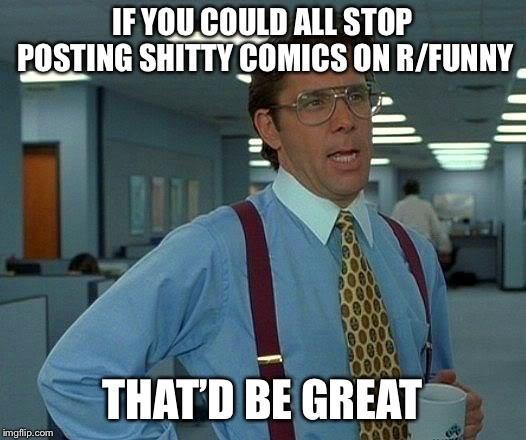 IF YOU COULD ALL STOP
POSTING SHITTY COMICS ON R/FUNNY
THAT’D BE GREAT
imgflip.com